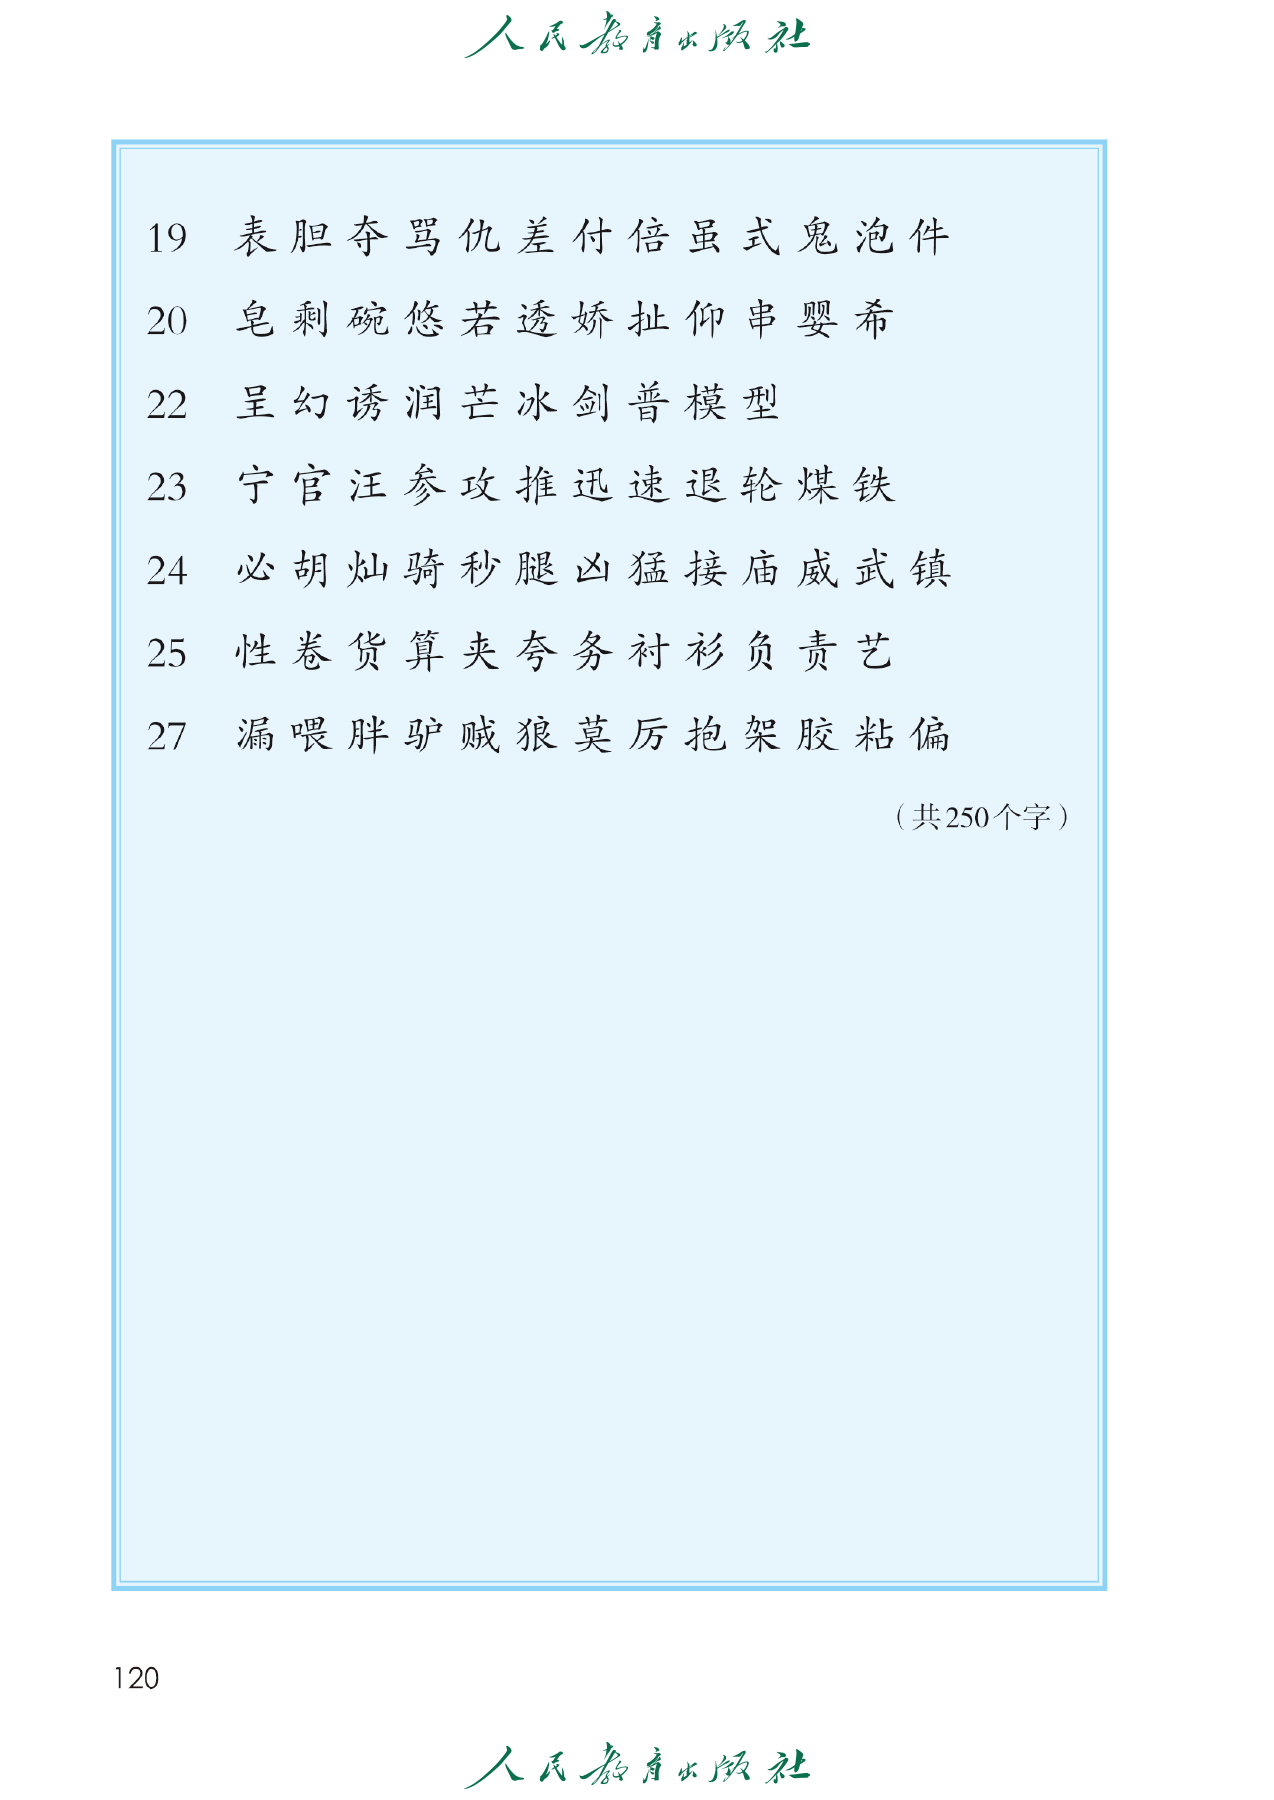 人民教育出版社
19 表 胆 夺 骂 仇 差 付 倍 虽 式 鬼 泡 件
20 皂 剩 碗 悠 若 透 娇 扯 仰 串 婴 希
22 呈 幻 诱 润 芒 冰 剑 普 模 型
23 宁 官 汪 参 攻 推 迅 速 退 轮 煤 铁
24 必 胡 灿 骑 秒 腿 凶 猛 接 庙 威 武 镇
25 性 卷 货 算 夹 夸 务 衬 衫 负 责 艺
27 漏 喂 胖 驴 贼 狼 莫 厉 抱 架 胶 粘 偏
（共250个字）
120
人民教育出版社